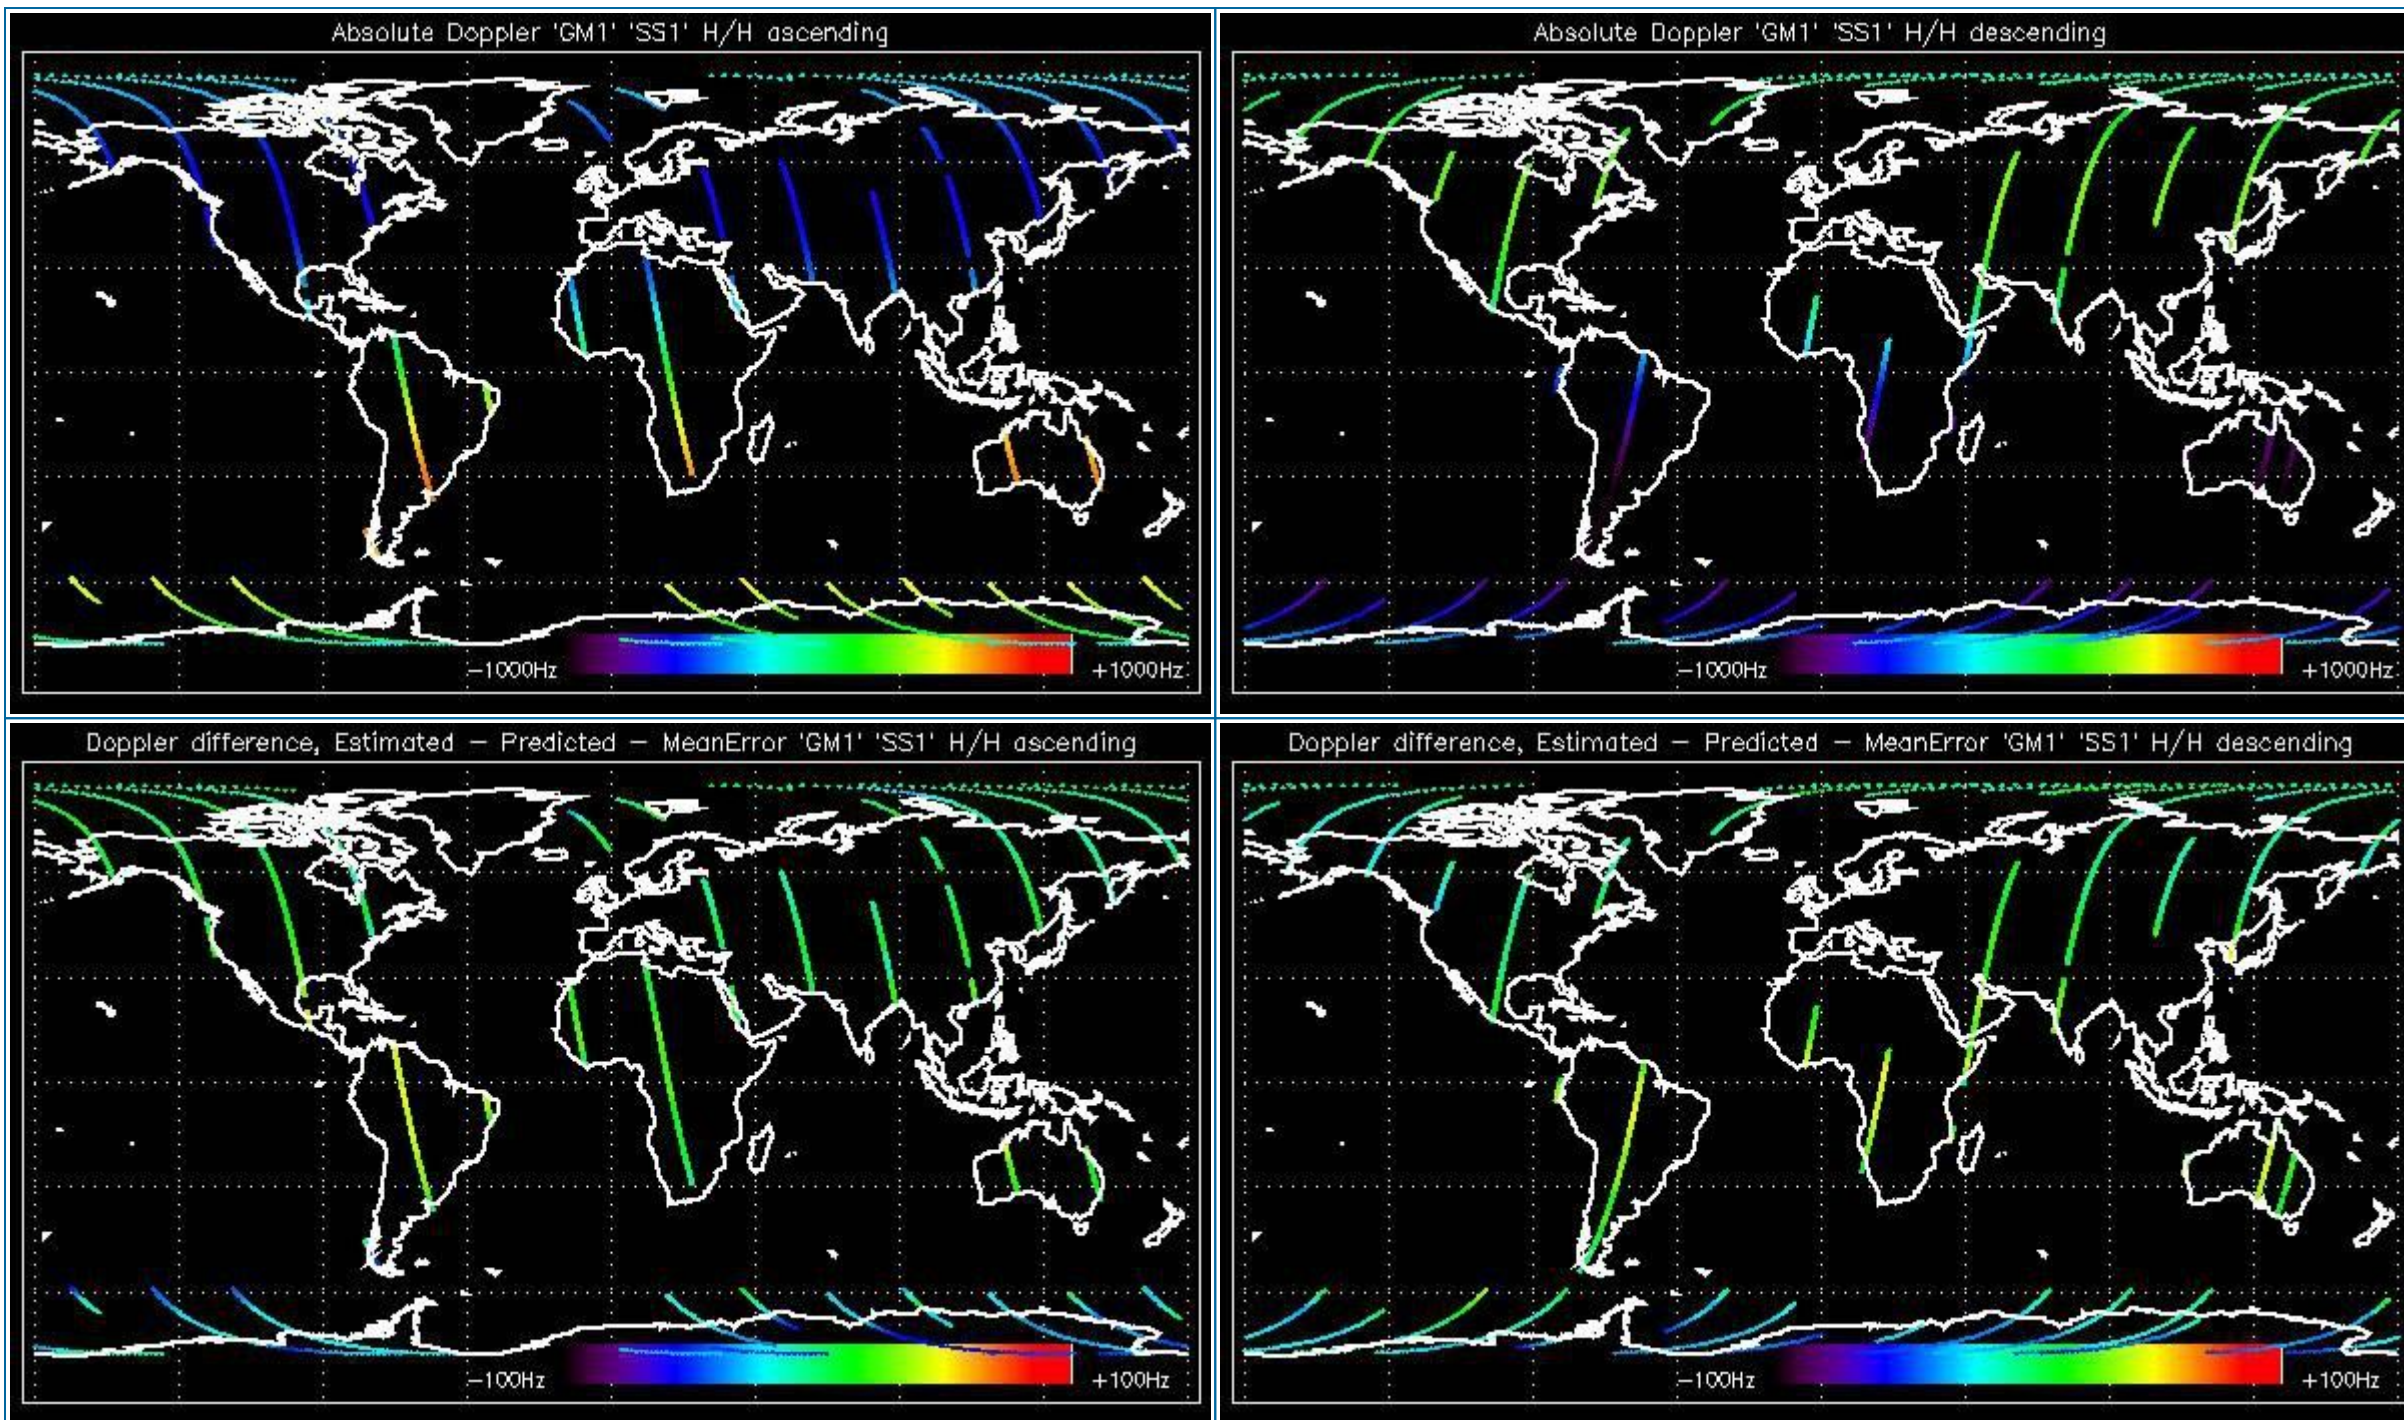 Absolute Doppler 'GM1' 'SS1' H/H ascending
−1000Hz
+1000Hz
Absolute Doppler 'GM1' 'SS1' H/H descending
−1000Hz
+1000Hz
Doppler difference, Estimated − Predicted − MeanError 'GM1' 'SS1' H/H ascending
−100Hz
+100Hz
Doppler difference, Estimated − Predicted − MeanError 'GM1' 'SS1' H/H descending
−100Hz
+100Hz